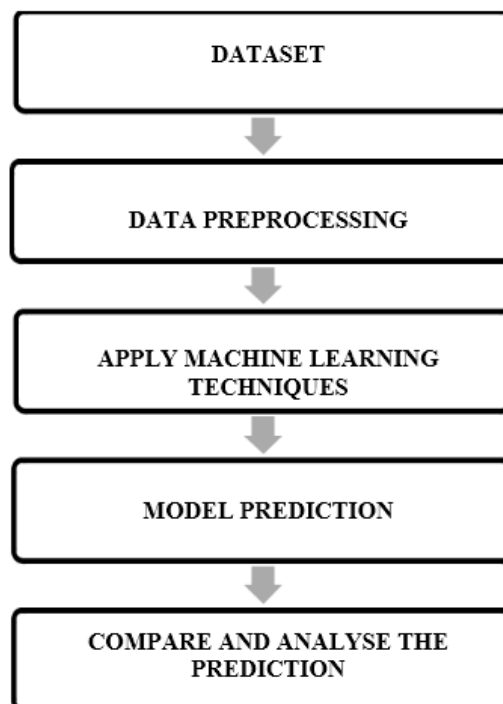 DATASET
DATA PREPROCESSING
APPLY MACHINE LEARNING
TECHNIQUES
MODEL PREDICTION
COMPARE AND ANALYSE THE
PREDICTION